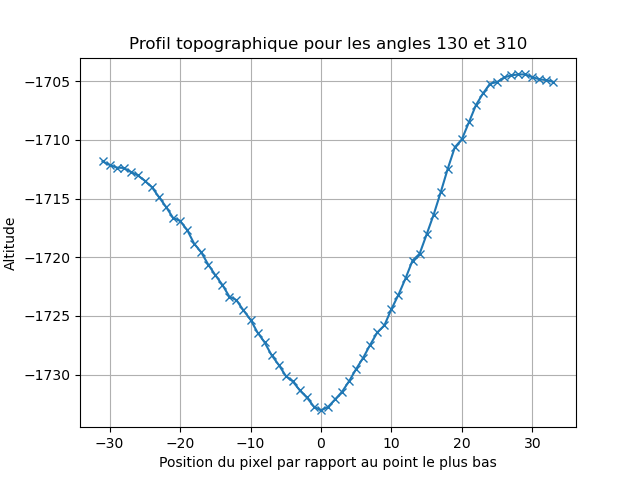 Profil topographique pour les angles 130 et 310
−1705
−1710
−1715
−1720
−1725
−1730
Altitude
−30 −20 −10 0 10 20 30
Position du pixel par rapport au point le plus bas